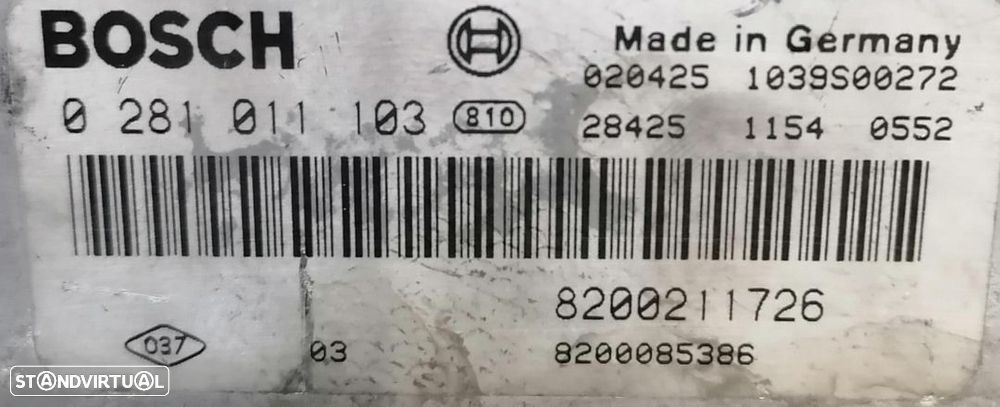 BOSCH Made in Germany
020425 1039S00272
0 281 011 103 810 28425 1154 0552
8200211726
037 03 8200085386
STANDVIRTUAL